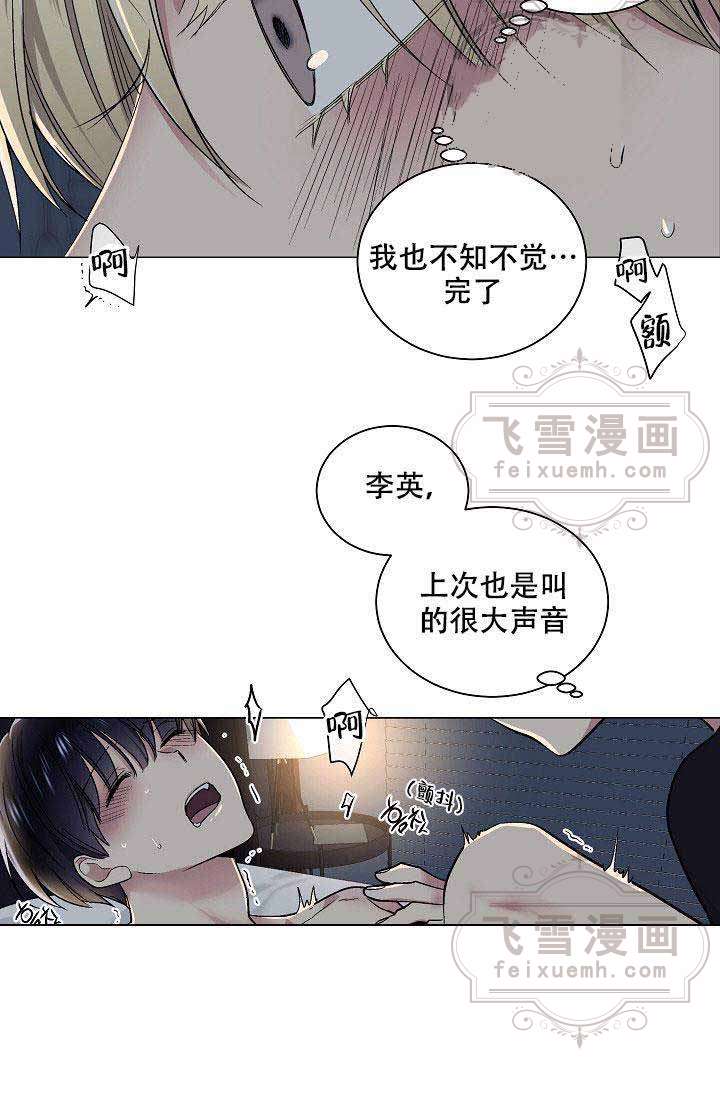 啊
我也不知不觉…
完了
啊
额
飞雪漫画
feixuemh.com
李英，
上次也是叫
的很大声音
啊
（颤抖）
飞雪漫画
feixuemh.com